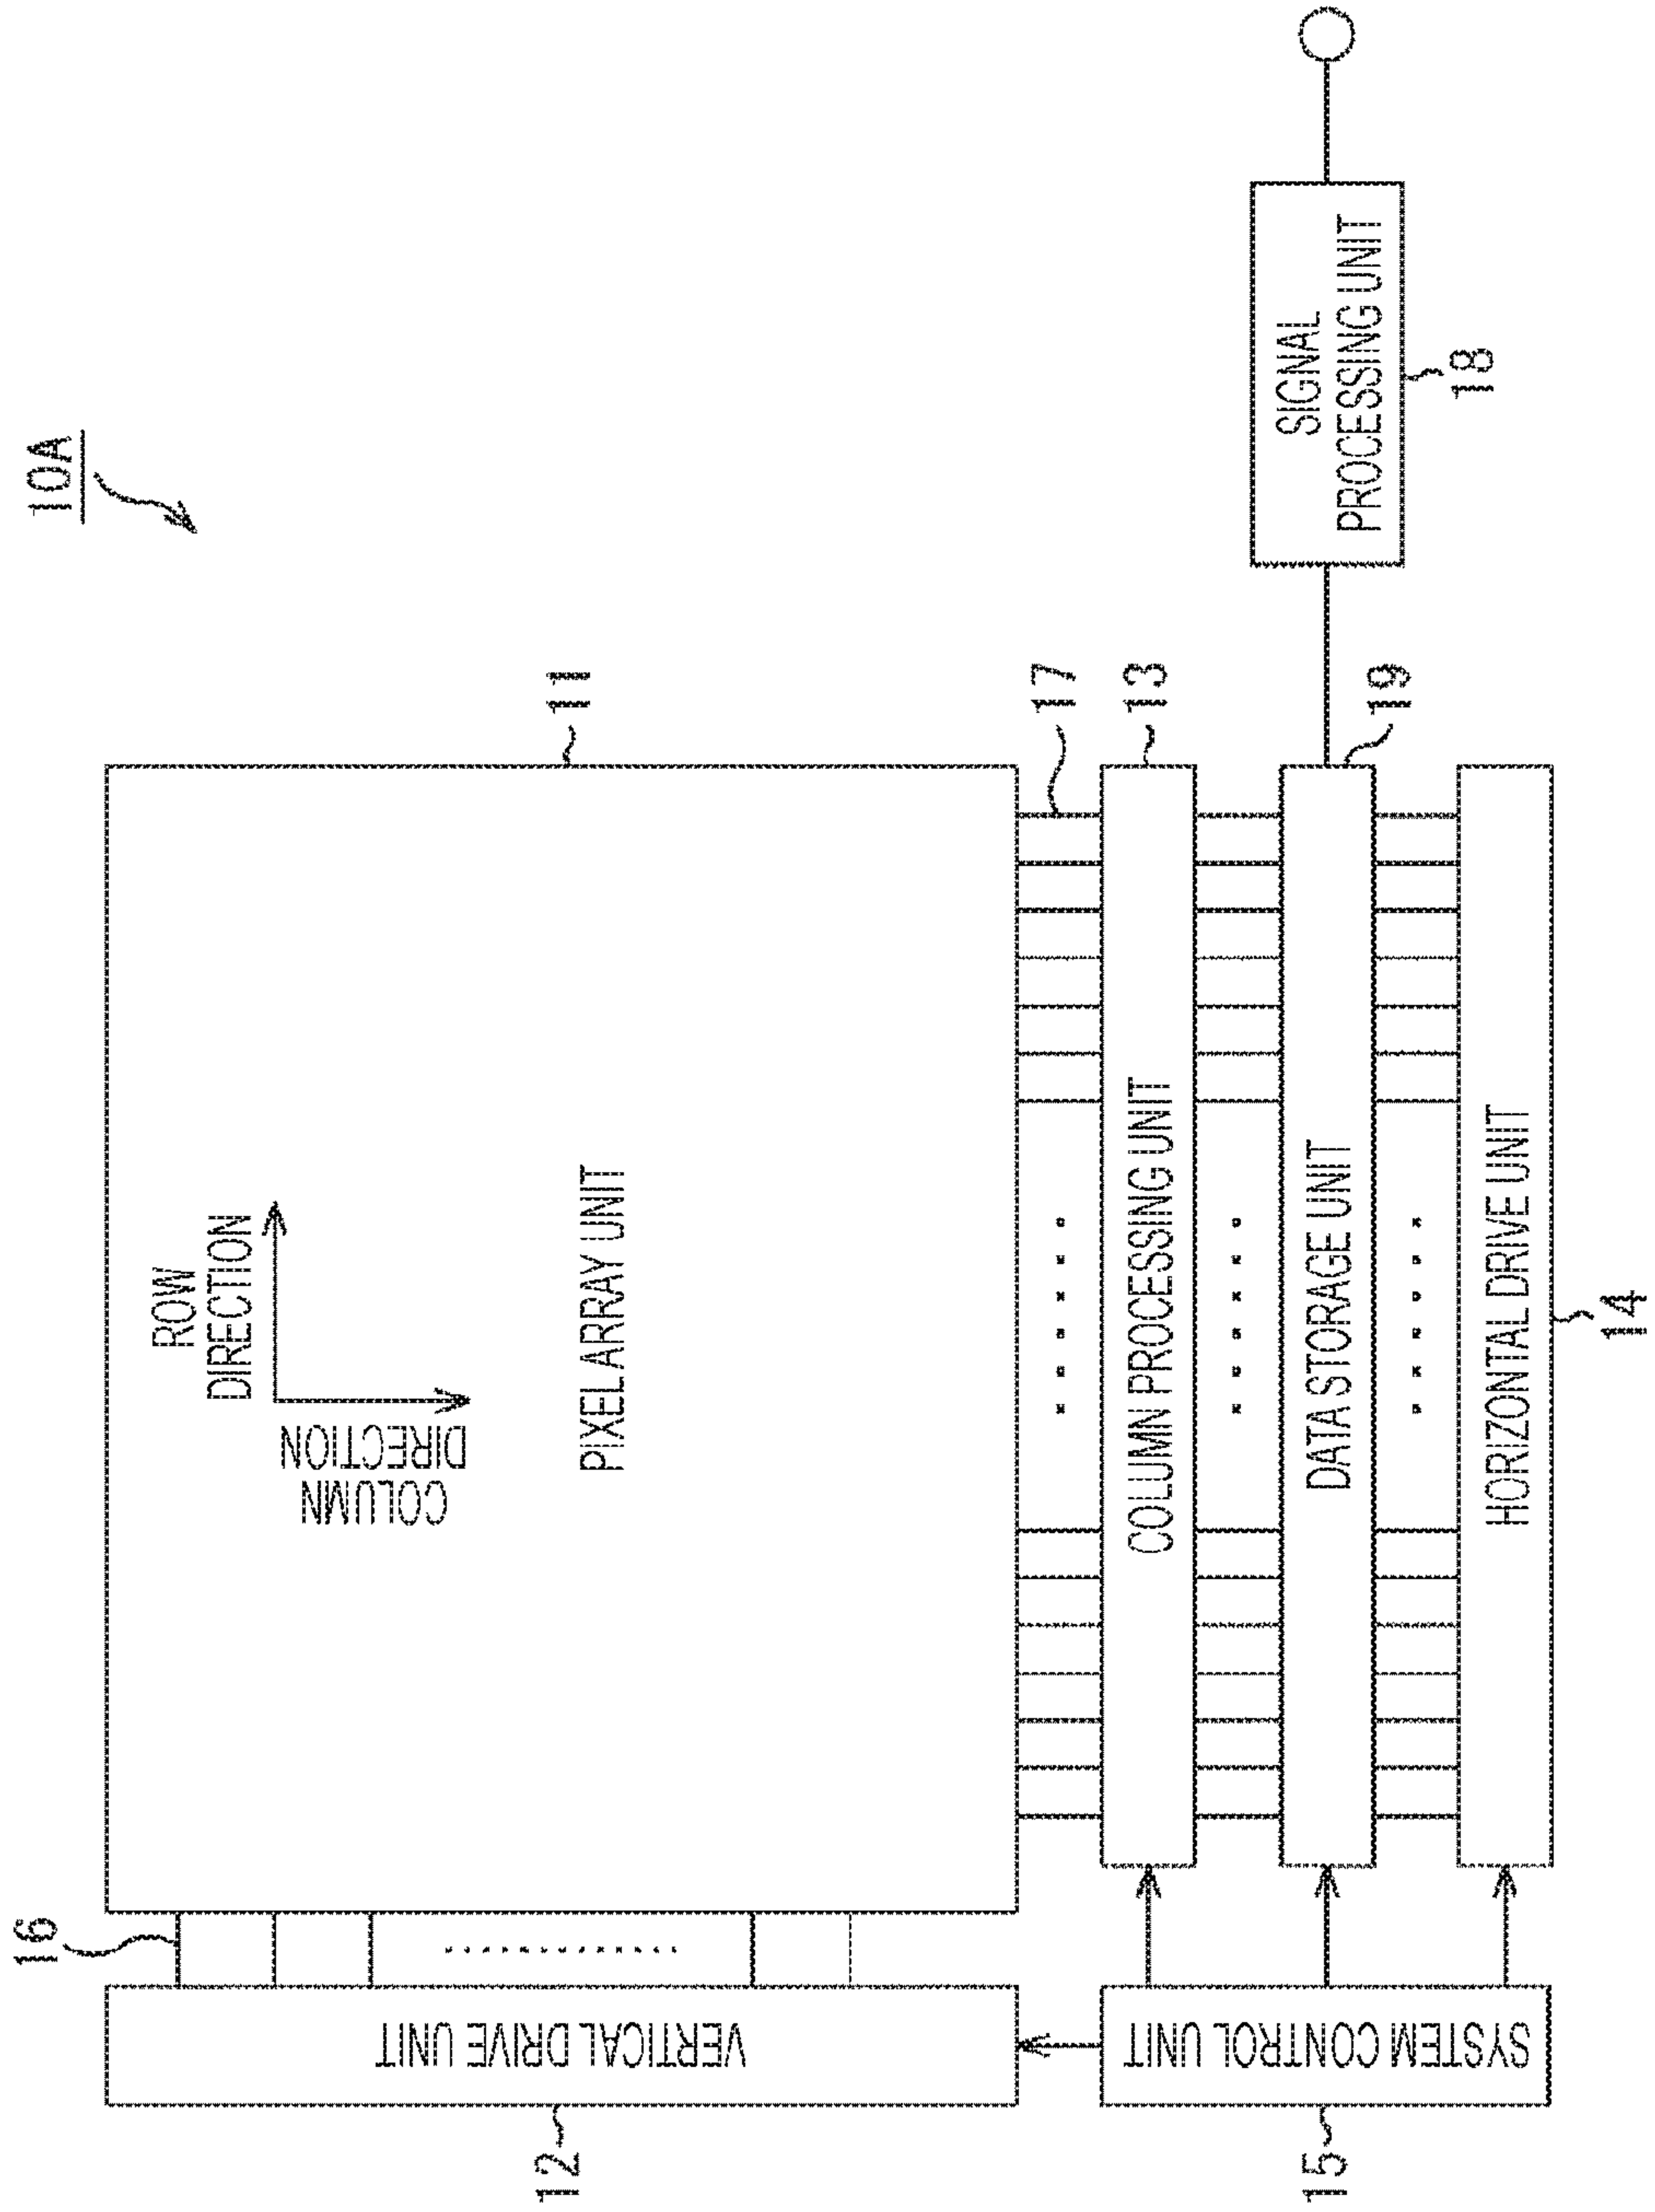 10A
16
ROW
DIRECTION
COLUMN
DIRECTION
11
PIXEL ARRAY UNIT
VERTICAL DRIVE UNIT
12
17
COLUMN PROCESSING UNIT
13
SYSTEM CONTROL UNIT
15
DATA STORAGE UNIT
19
SIGNAL
PROCESSING UNIT
18
HORIZONTAL DRIVE UNIT
14